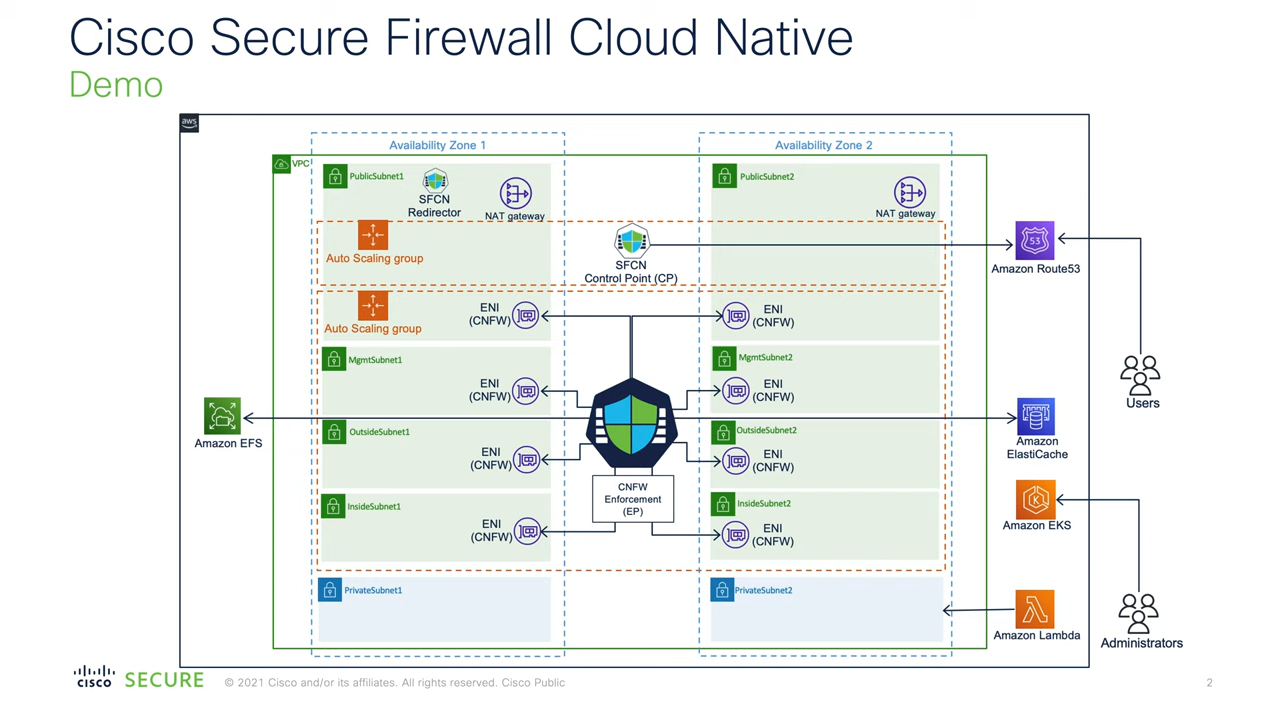 Cisco Secure Firewall Cloud Native
Demo
aws
Availability Zone 1
Availability Zone 2
VPC
PublicSubnet1
SFCN
Redirector
NAT gateway
PublicSubnet2
NAT gateway
Auto Scaling group
SFCN
Control Point (CP)
53
Amazon Route53
Auto Scaling group
ENI
(CNFW)
ENI
(CNFW)
MgmtSubnet1
ENI
(CNFW)
MgmtSubnet2
ENI
(CNFW)
Users
Amazon EFS
OutsideSubnet1
ENI
(CNFW)
OutsideSubnet2
ENI
(CNFW)
Amazon
ElastiCache
CNFW
Enforcement
(EP)
InsideSubnet1
ENI
(CNFW)
InsideSubnet2
ENI
(CNFW)
K
Amazon EKS
PrivateSubnet1
PrivateSubnet2
Amazon Lambda
Administrators
CISCO SECURE
© 2021 Cisco and/or its affiliates. All rights reserved. Cisco Public
2